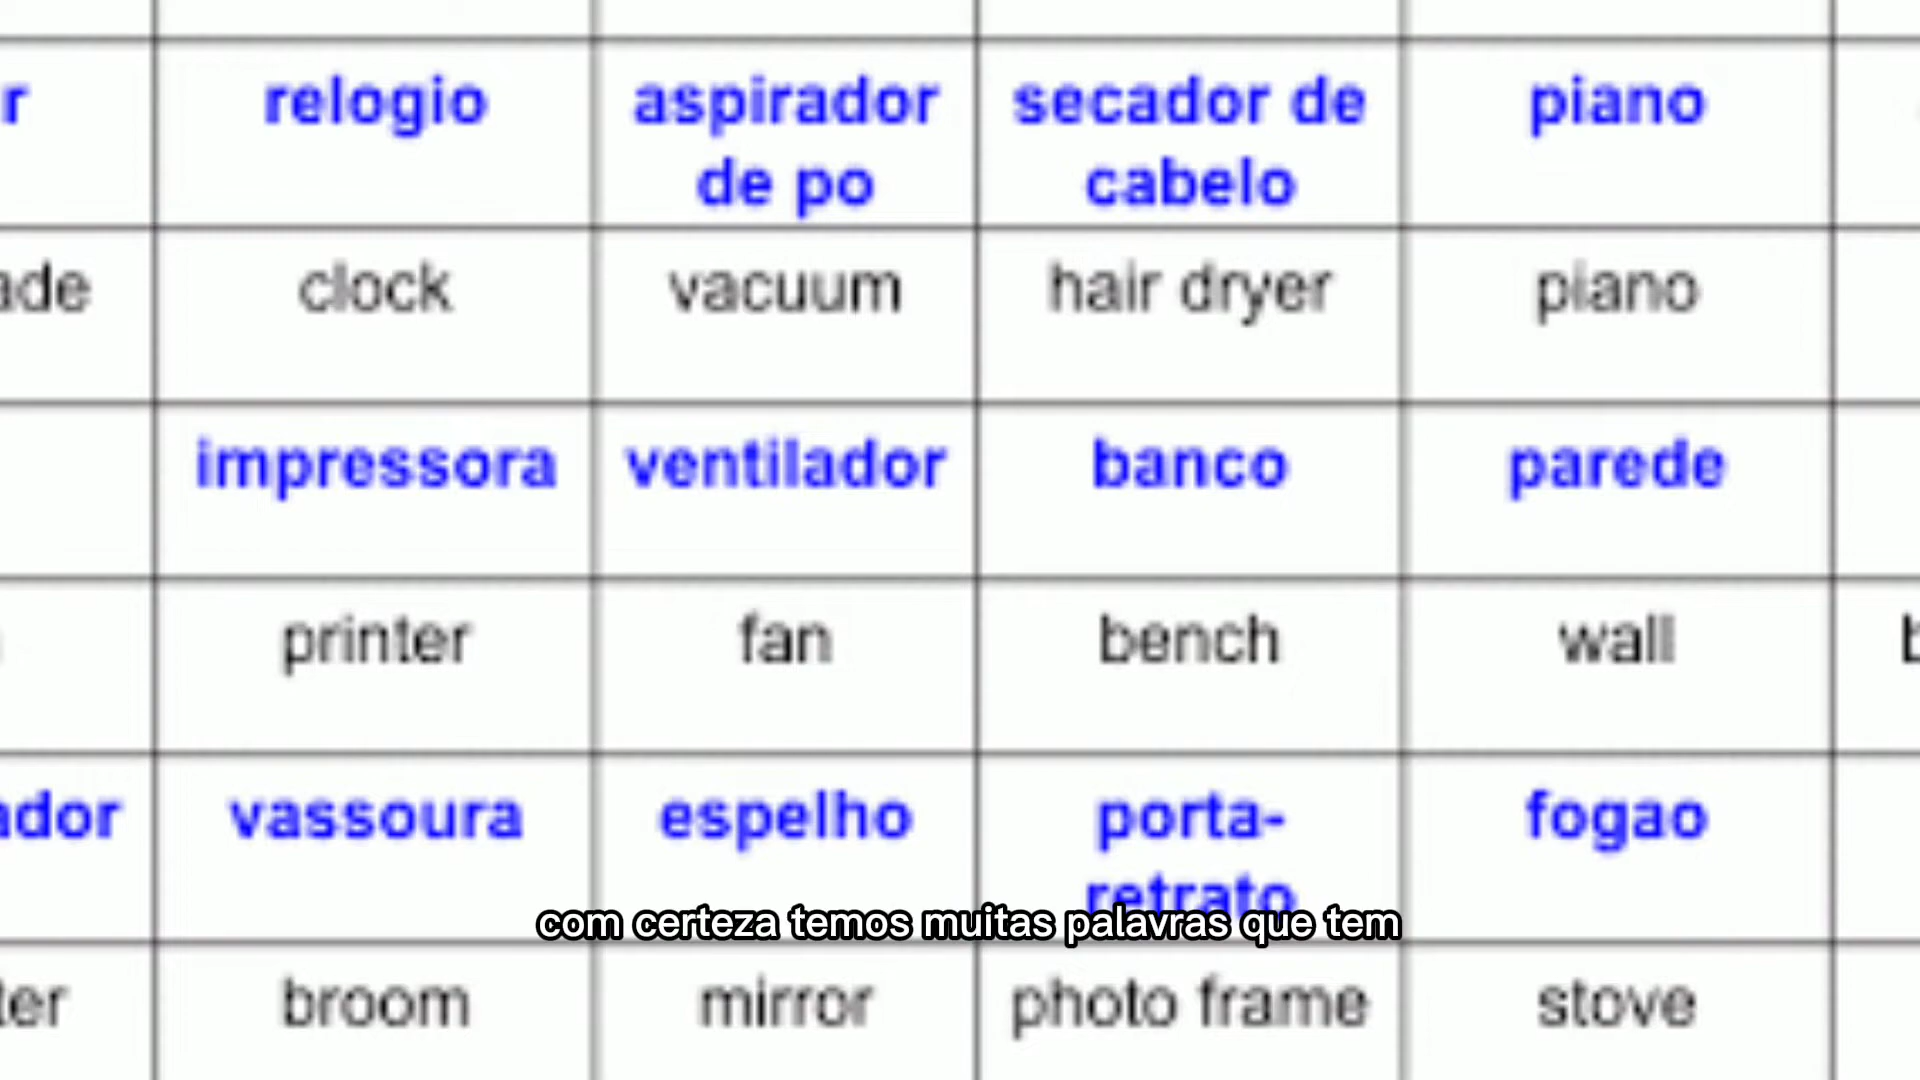 relogio aspirador secador de piano
de po cabelo
clock vacuum hair dryer piano
impressora ventilador banco parede
printer fan bench wall
vassoura espelho porta- fogao
retrato
com certeza temos muitas palavras que tem
broom mirror photo frame stove